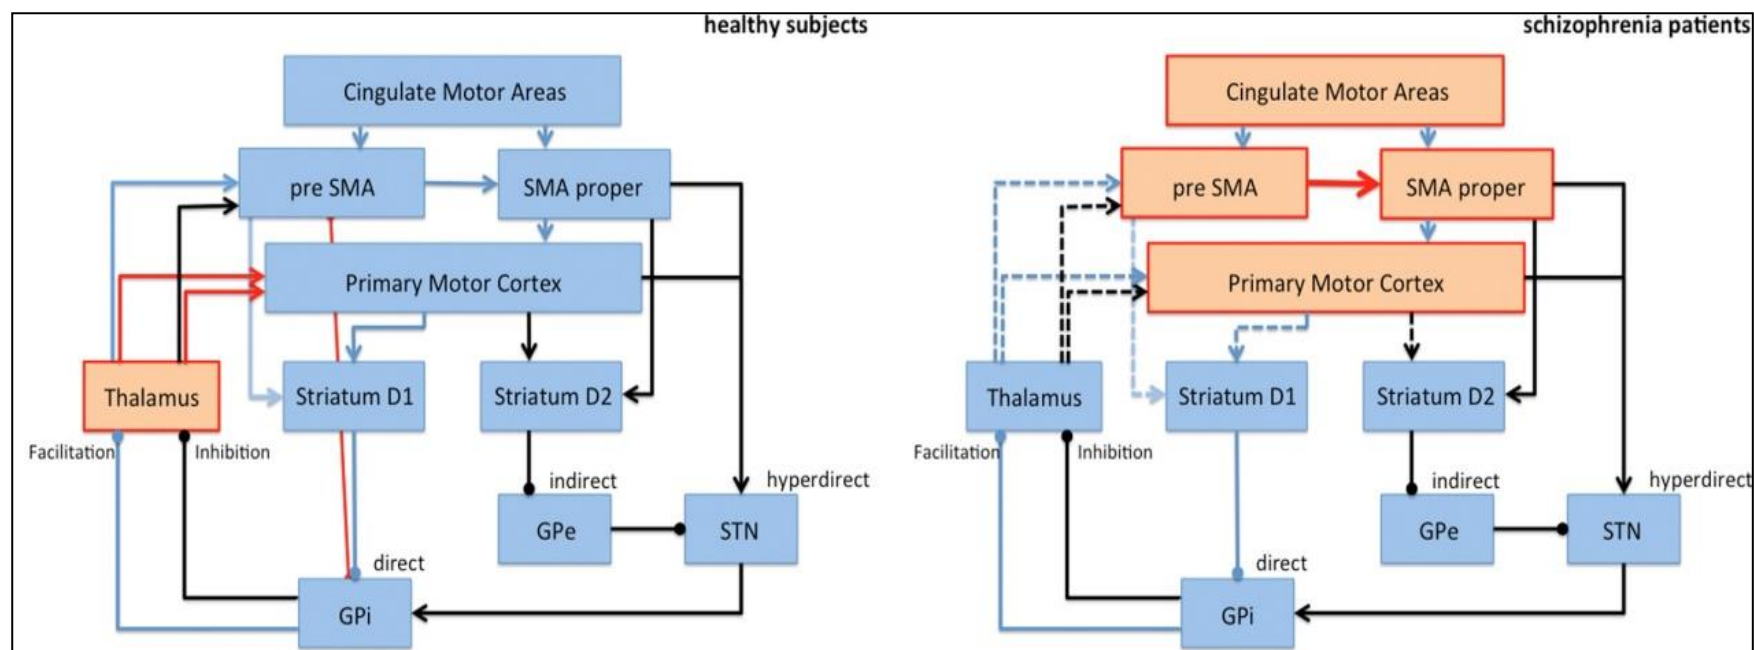 healthy subjects
Cingulate Motor Areas
pre SMA
SMA proper
Primary Motor Cortex
Thalamus
Striatum D1
Striatum D2
Facilitation
Inhibition
indirect
hyperdirect
GPe
STN
direct
GPi
schizophrenia patients
Cingulate Motor Areas
pre SMA
SMA proper
Primary Motor Cortex
Thalamus
Striatum D1
Striatum D2
Facilitation
Inhibition
indirect
hyperdirect
GPe
STN
direct
GPi